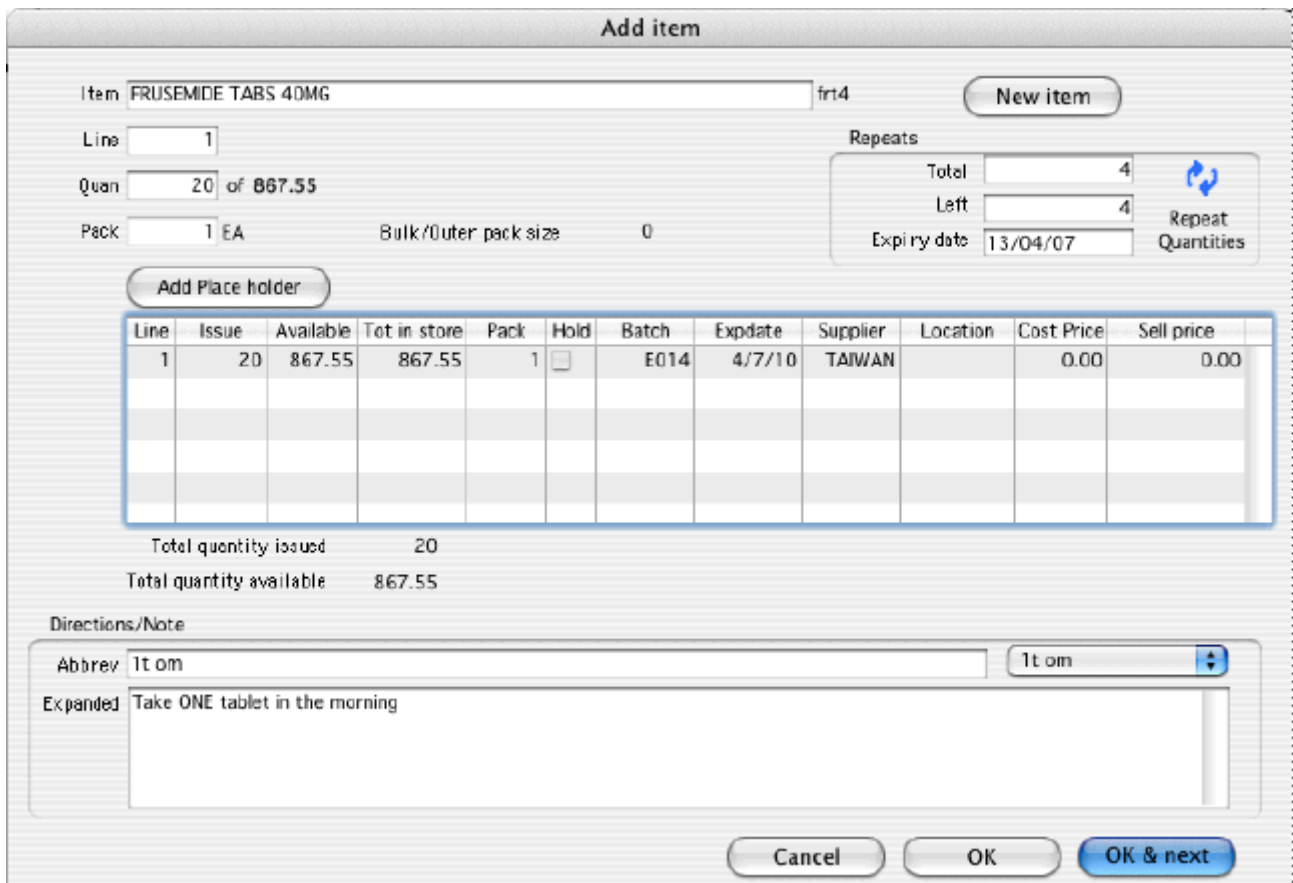 Add item
Item FRUSEMIDE TABS 40MG frt4 New item
Line 1
Repeats
Quan 20 of 867.55
Total 4
Left 4
Pack 1 EA Bulk/Outer pack size 0
Expiry date 13/04/07
Repeat Quantities
Add Place holder
Line Issue Available Tot in store Pack Hold Batch Expdate Supplier Location Cost Price Sell price
1 20 867.55 867.55 1 E014 4/7/10 TAIWAN 0.00 0.00
Total quantity issued 20
Total quantity available 867.55
Directions/Note
Abbrev 1t om 1t om
Expanded Take ONE tablet in the morning
Cancel OK OK & next